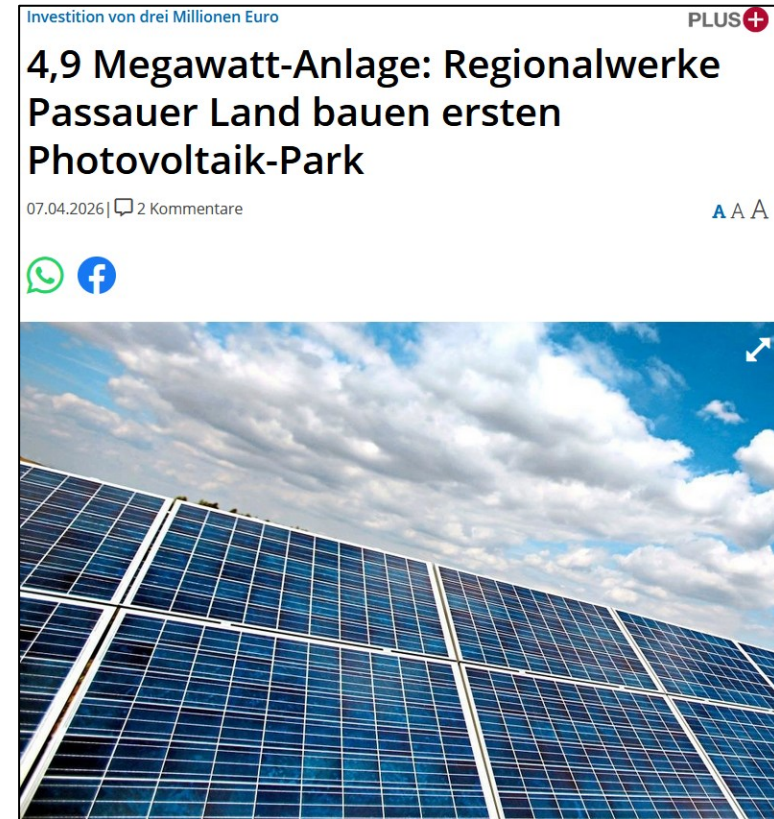 Investition von drei Millionen Euro
PLUS
4,9 Megawatt-Anlage: Regionalwerke
Passauer Land bauen ersten
Photovoltaik-Park
07.04.2026| 2 Kommentare
A A A